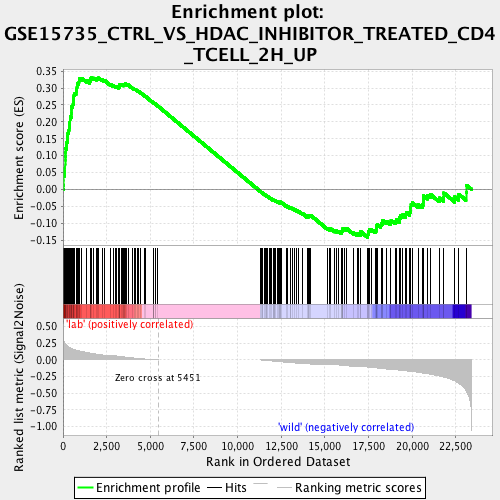 Enrichment plot:
GSE15735_CTRL_VS_HDAC_INHIBITOR_TREATED_CD4
_TCELL_2H_UP
Enrichment score (ES)
0.35
0.30
0.25
0.20
0.15
0.10
0.05
0.00
-0.05
-0.10
-0.15
Ranked list metric (Signal2Noise)
0.50
0.25
0.00
-0.25
-0.50
-0.75
-1.00
'lab' (positively correlated)
Zero cross at 5451
'wild' (negatively correlated)
0
2,500
5,000
7,500
10,000
12,500
15,000
17,500
20,000
22,500
Rank in Ordered Dataset
Enrichment profile
Hits
Ranking metric scores